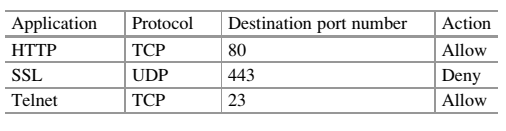 Application Protocol Destination port number Action
HTTP TCP 80 Allow
SSL UDP 443 Deny
Telnet TCP 23 Allow